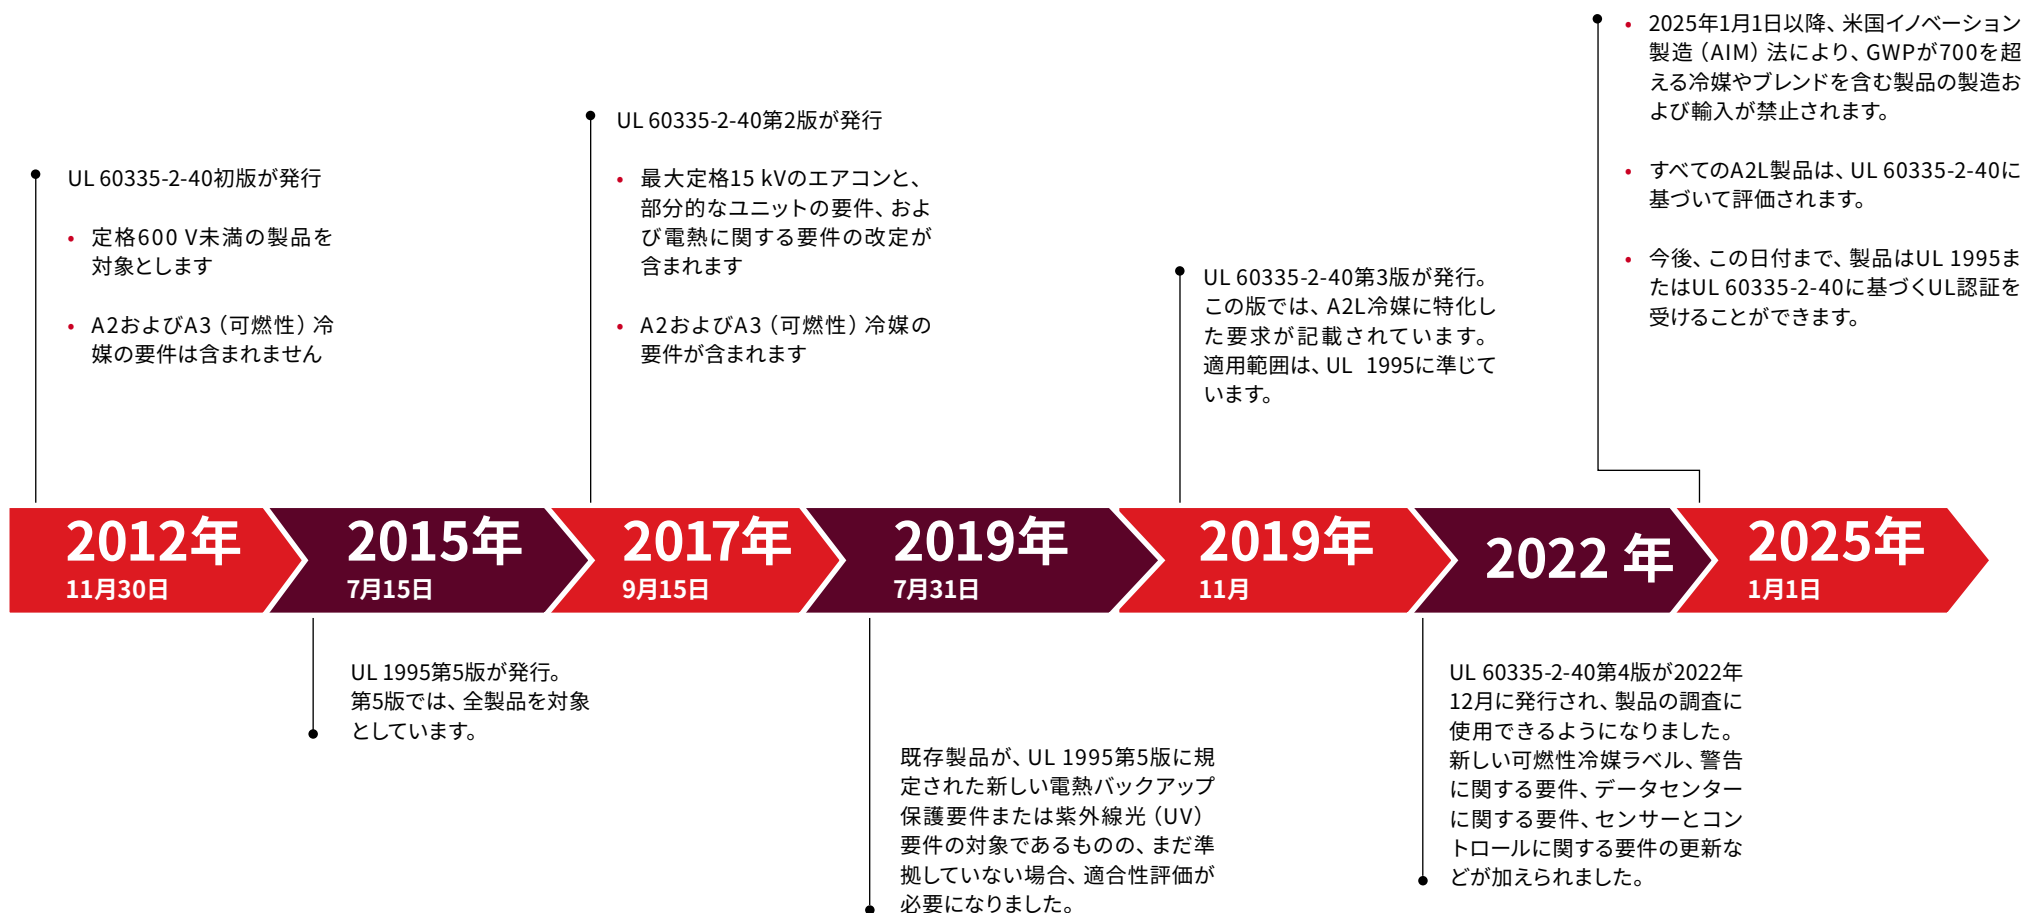 UL 60335-2-40初版が発行
• 定格600 V未満の製品を
対象とします
• A2およびA3（可燃性）冷
媒の要件は含まれません
UL 60335-2-40第2版が発行
• 最大定格15 kVのエアコンと、
部分的なユニットの要件、およ
び電熱に関する要件の改定が
含まれます
• A2およびA3（可燃性）冷媒の
要件が含まれます
UL 60335-2-40第3版が発行。
この版では、A2L冷媒に特化し
た要求が記載されています。
適用範囲は、UL 1995に準じて
います。
• 2025年1月1日以降、米国イノベーション
製造（AIM）法により、GWPが700を超
える冷媒やブレンドを含む製品の製造お
よび輸入が禁止されます。
• すべてのA2L製品は、UL 60335-2-40に
基づいて評価されます。
• 今後、この日付まで、製品はUL 1995ま
たはUL 60335-2-40に基づくUL認証を
受けることができます。
2012年
11月30日
2015年
7月15日
2017年
9月15日
2019年
7月31日
2019年
11月
2022 年
2025年
1月1日
UL 1995第5版が発行。
第5版では、全製品を対象
としています。
既存製品が、UL 1995第5版に規
定された新しい電熱バックアップ
保護要件または紫外線光（UV）
要件の対象であるものの、まだ準
拠していない場合、適合性評価が
必要になりました。
UL 60335-2-40第4版が2022年
12月に発行され、製品の調査に
使用できるようになりました。
新しい可燃性冷媒ラベル、警告
に関する要件、データセンター
に関する要件、センサーとコン
トロールに関する要件の更新な
どが加えられました。